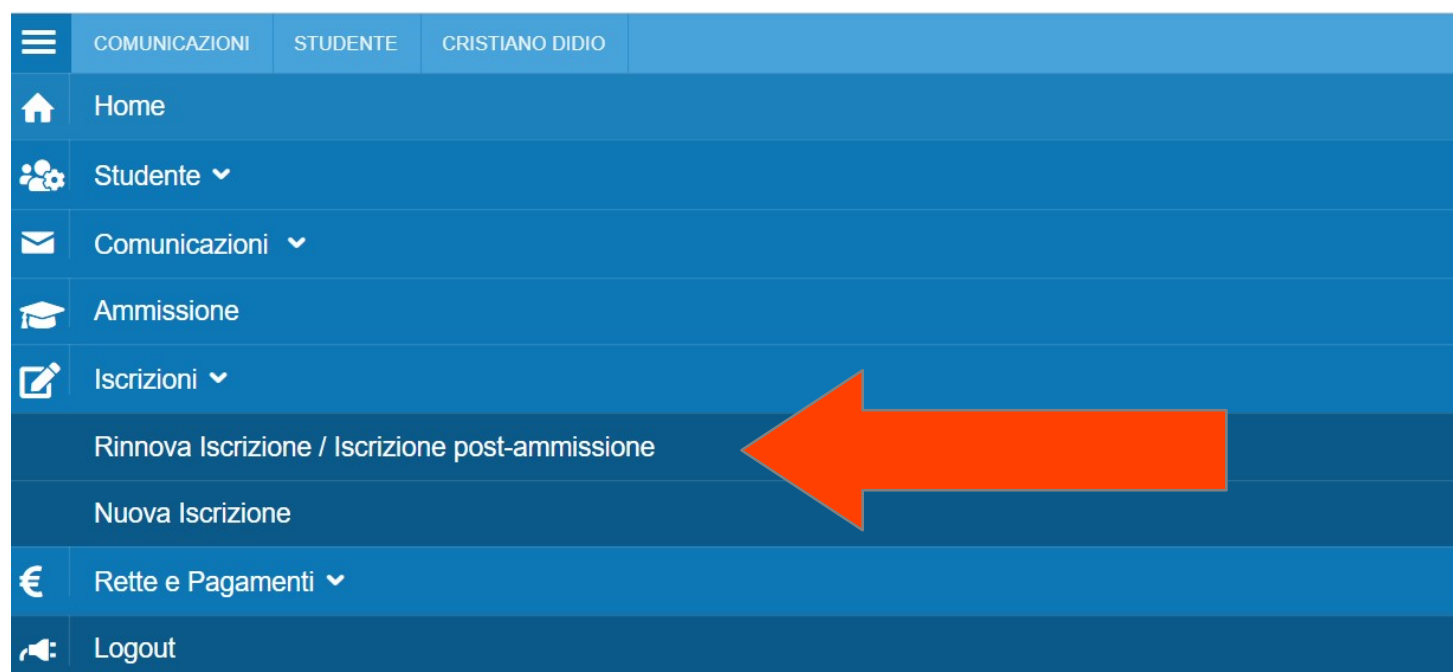 COMUNICAZIONI STUDENTE CRISTIANO DIDIO
Home
Studente
Comunicazioni
Ammissione
Iscrizioni
Rinnova Iscrizione / Iscrizione post-ammissione
Nuova Iscrizione
€ Rette e Pagamenti
Logout